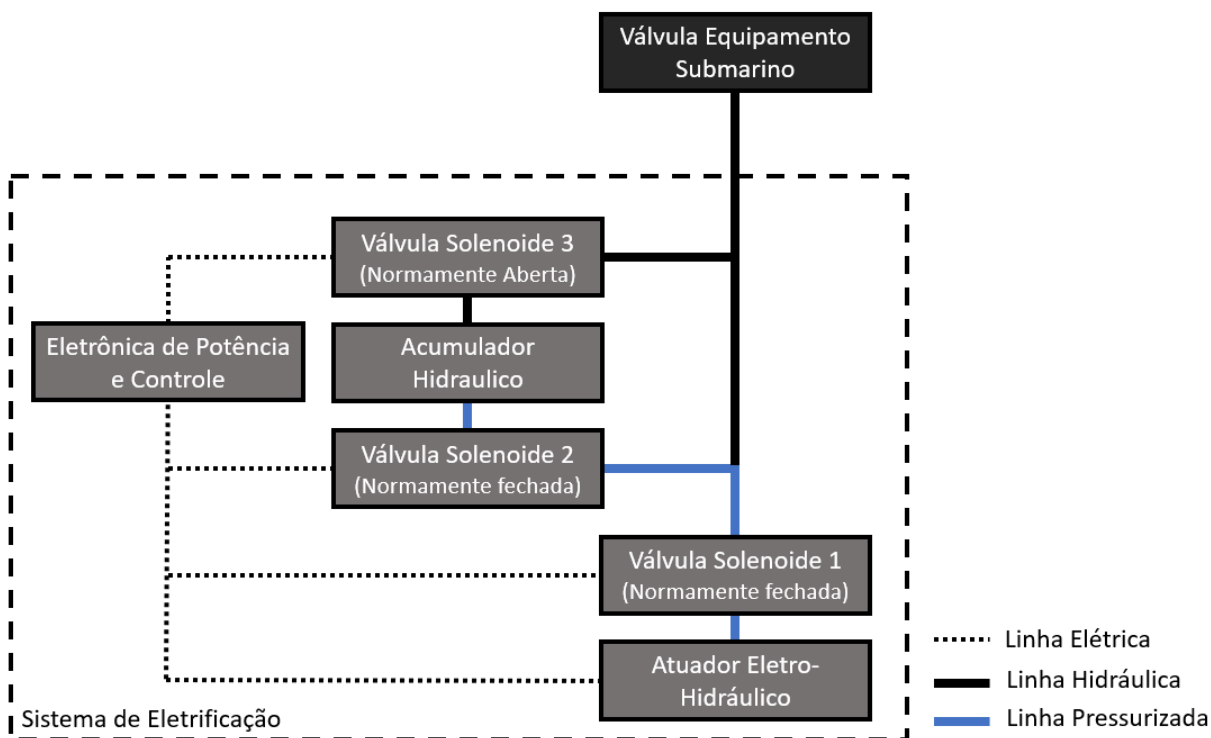 Válvula Equipamento
Submarino
Válvula Solenoide 3
(Normamente Aberta)
Eletrônica de Potência
e Controle
Acumulador
Hidraulico
Válvula Solenoide 2
(Normamente fechada)
Válvula Solenoide 1
(Normamente fechada)
Atuador Eletro-
Hidráulico
Linha Elétrica
Linha Hidráulica
Linha Pressurizada
Sistema de Eletrificação